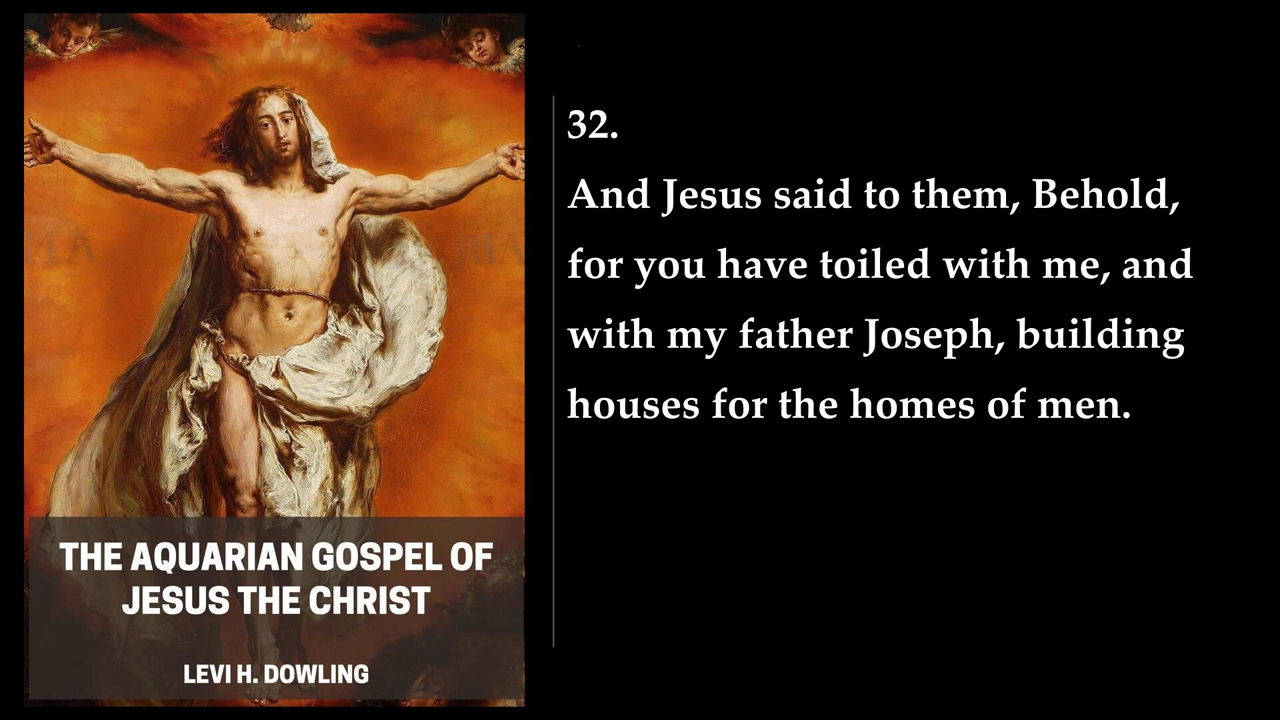 THE AQUARIAN GOSPEL OF
JESUS THE CHRIST
LEVI H. DOWLING
32.
And Jesus said to them, Behold,
for you have toiled with me, and
with my father Joseph, building
houses for the homes of men.